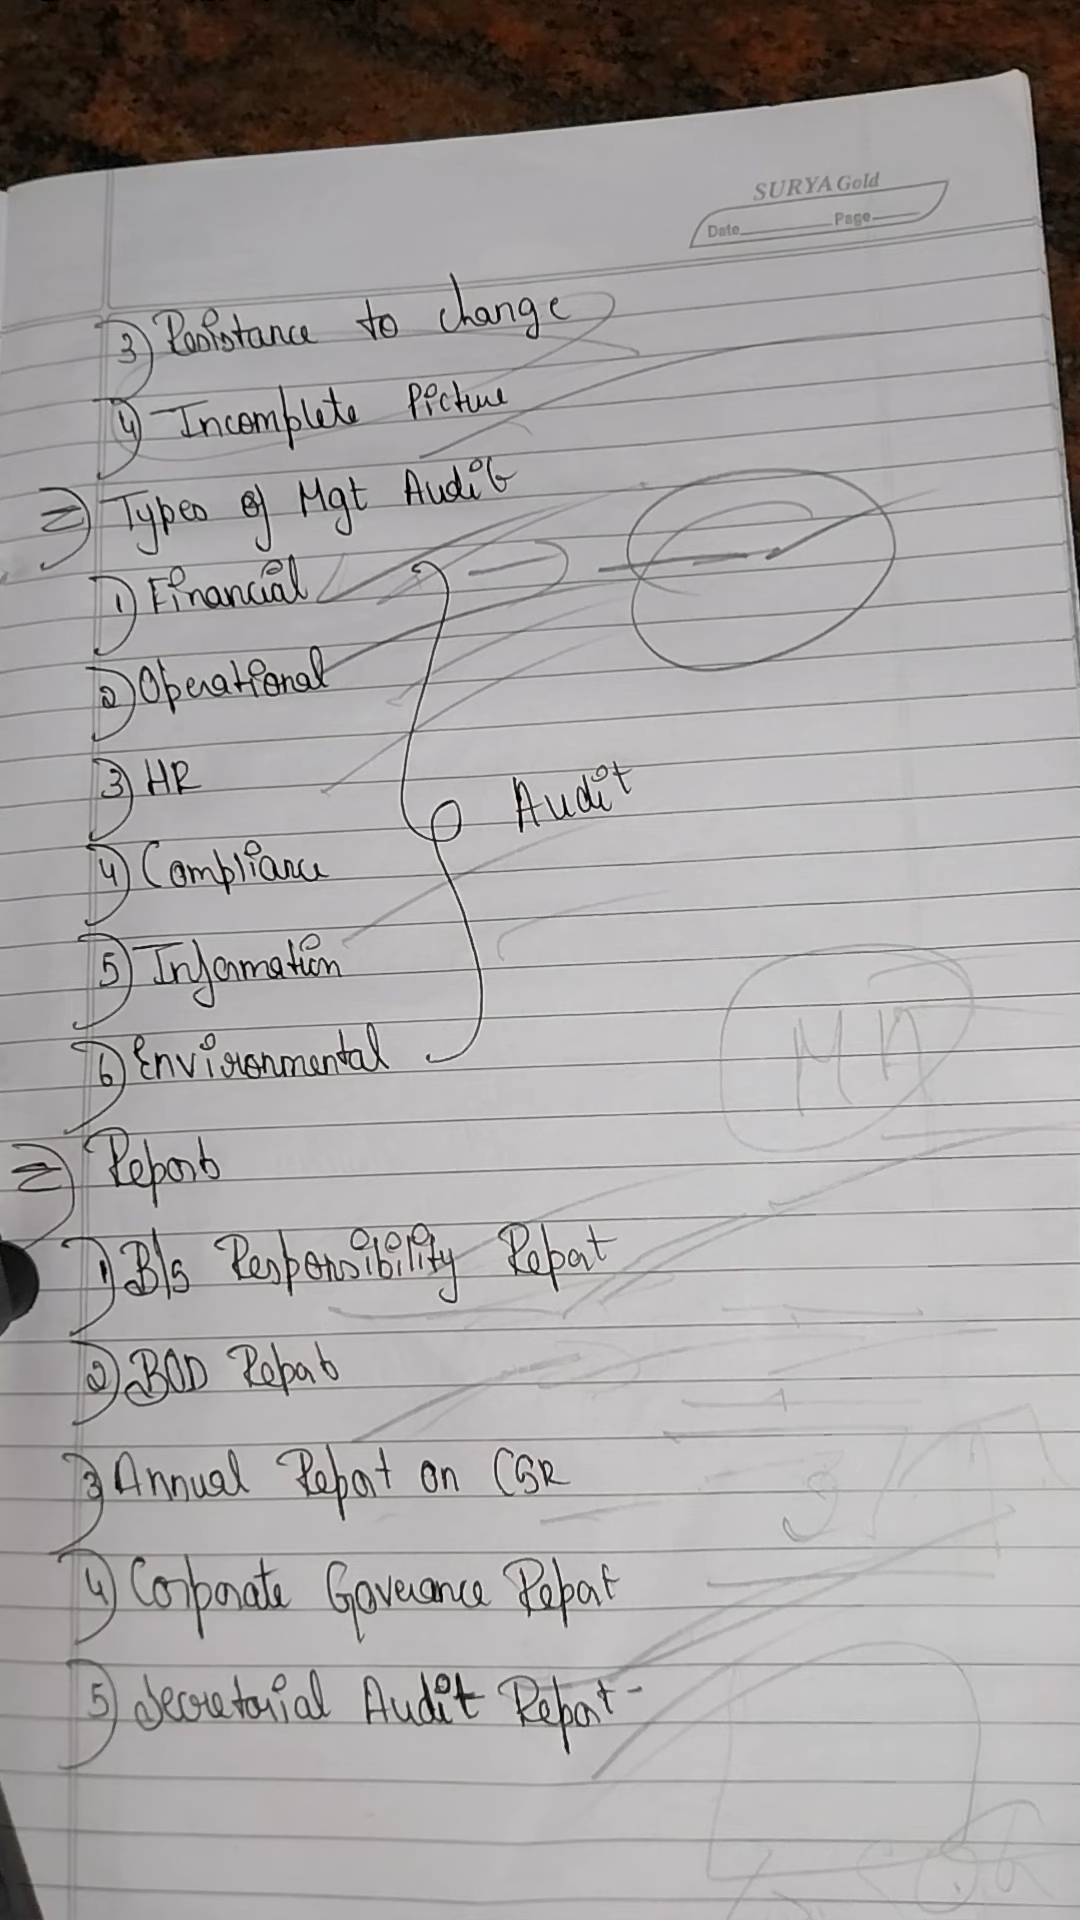 SURYA Gold
Date Page
3) Resistance to change
4) Incomplete Picture
=) Types of Mgt Audit
1) Financial
2) Operational
3) HR
Audit
4) Compliance
5) Information
6) Environmental
M A
=) Reports
1) B/s Responsibility Report
2) BOD Report
3) Annual Report on CSR
4) Corporate Goverance Report
5) Secretarial Audit Report-